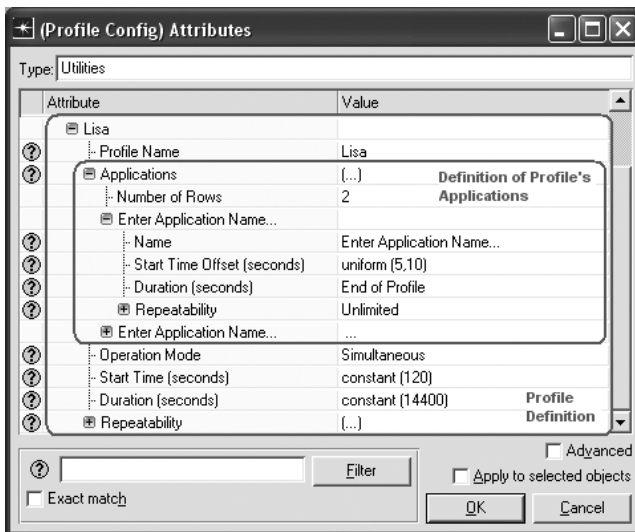 (Profile Config) Attributes
Type: Utilities
Attribute Value
Lisa
Profile Name Lisa
Applications (...) Definition of Profile's Applications
Number of Rows 2
Enter Application Name...
Name Enter Application Name...
Start Time Offset (seconds) uniform (5,10)
Duration (seconds) End of Profile
Repeatability Unlimited
Enter Application Name... ...
Operation Mode Simultaneous
Start Time (seconds) constant (120)
Duration (seconds) constant (14400) Profile Definition
Repeatability (...)
Advanced
Filter
Apply to selected objects
Exact match
OK Cancel